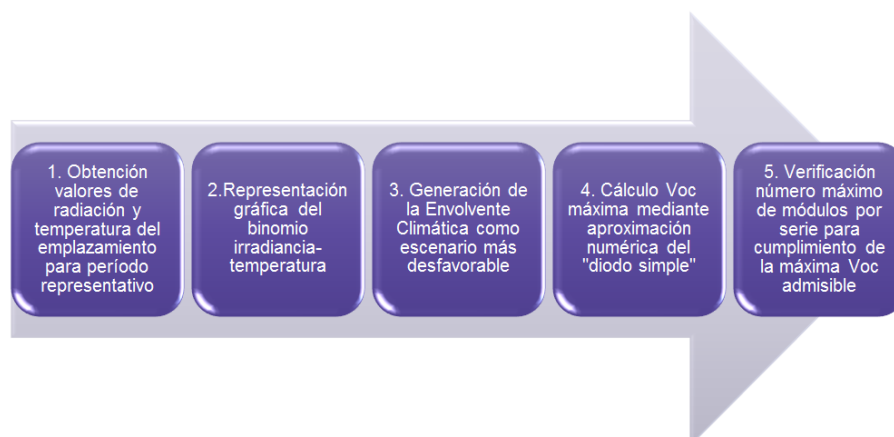 1. Obtención
valores de
radiación y
temperatura del
emplazamiento
para período
representativo
2.Representación
gráfica del
binomio
irradiancia-
temperatura
3. Generación de
la Envolvente
Climática como
escenario más
desfavorable
4. Cálculo Voc
máxima mediante
aproximación
numérica del
"diodo simple"
5. Verificación
número máximo
de módulos por
serie para
cumplimiento de
la máxima Voc
admisible